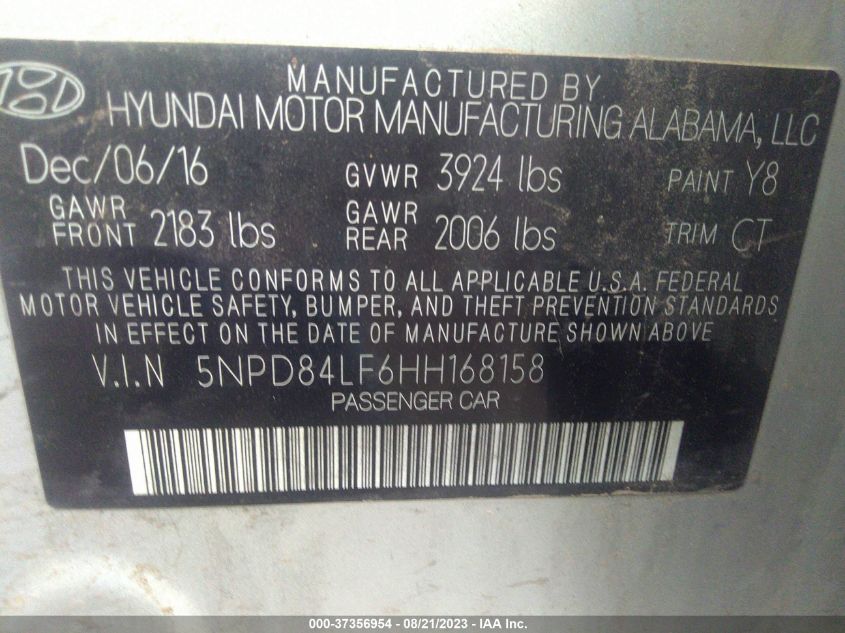 MANUFACTURED BY
HYUNDAI MOTOR MANUFACTURING ALABAMA, LLC
Dec/06/16 GVWR 3924 lbs PAINT Y8
GAWR FRONT 2183 lbs GAWR REAR 2006 lbs TRIM CT
THIS VEHICLE CONFORMS TO ALL APPLICABLE U.S.A. FEDERAL
MOTOR VEHICLE SAFETY, BUMPER, AND THEFT PREVENTION STANDARDS
IN EFFECT ON THE DATE OF MANUFACTURE SHOWN ABOVE
V.I.N 5NPD84LF6HH168158
PASSENGER CAR
000-37356954 - 08/21/2023 - IAA Inc.